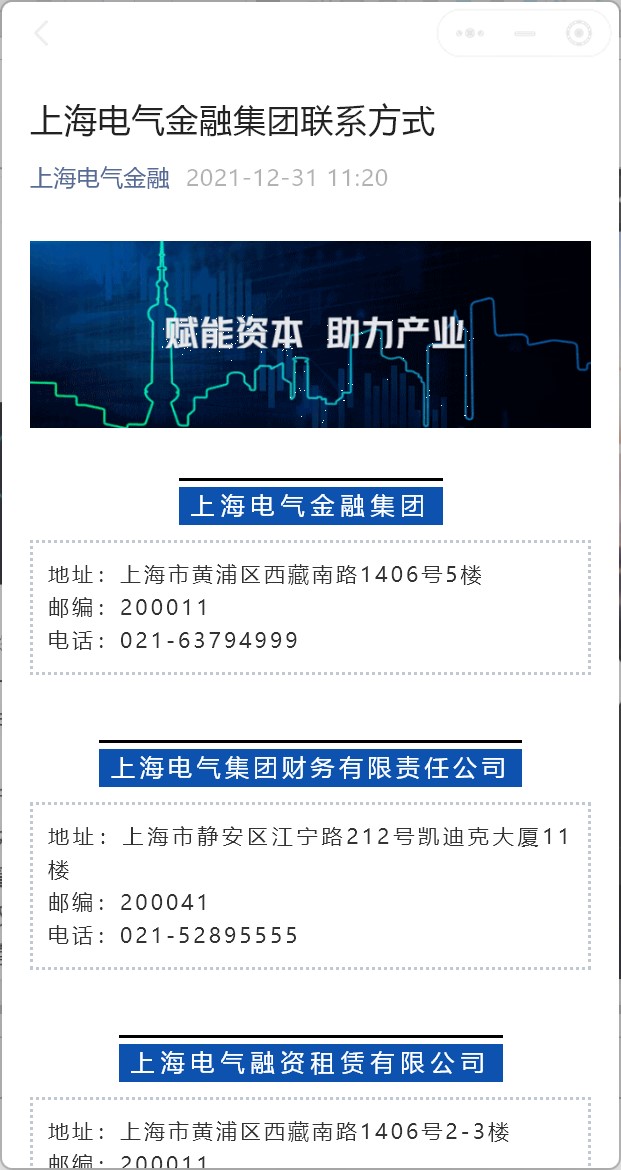 上海电气金融集团联系方式
上海电气金融 2021-12-31 11:20
赋能资本 助力产业
上海电气金融集团
地址：上海市黄浦区西藏南路1406号5楼
邮编：200011
电话：021-63794999
上海电气集团财务有限责任公司
地址：上海市静安区江宁路212号凯迪克大厦11
楼
邮编：200041
电话：021-52895555
上海电气融资租赁有限公司
地址：上海市黄浦区西藏南路1406号2-3楼
邮编：200011